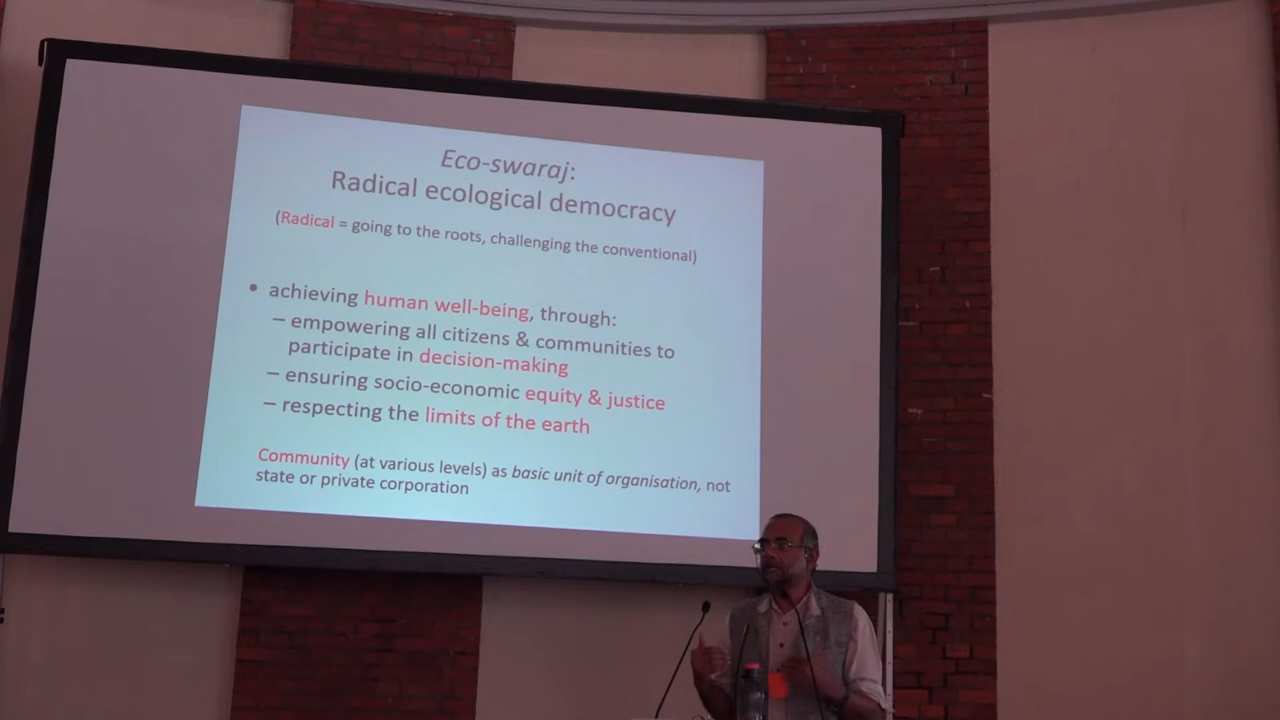 Eco-swaraj:
Radical ecological democracy
(Radical = going to the roots, challenging the conventional)
• achieving human well-being, through:
– empowering all citizens & communities to
participate in decision-making
– ensuring socio-economic equity & justice
– respecting the limits of the earth
Community (at various levels) as basic unit of organisation, not
state or private corporation